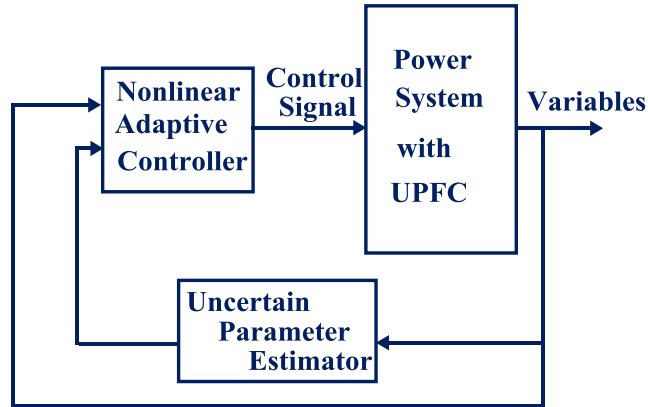 Nonlinear
Adaptive
Controller
Control
Signal
Power
System
with
UPFC
Variables
Uncertain
Parameter
Estimator